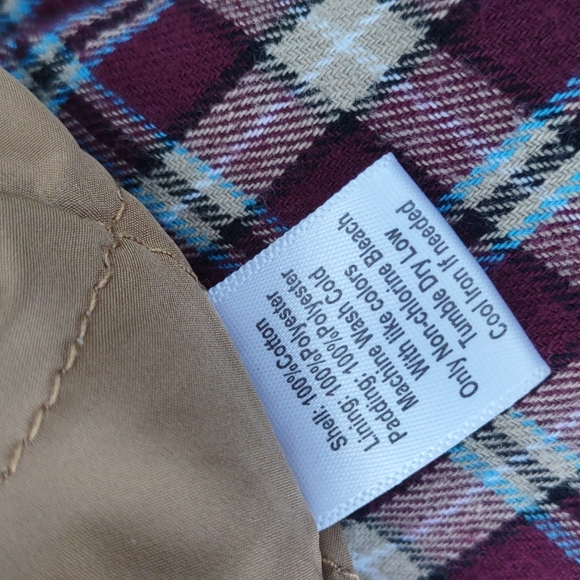 Shell: 100%Cotton
Lining: 100%Polyester
Padding: 100%Polyester
Machine Wash Cold
With like colors
Only Non-chlorine Bleach
Tumble Dry Low
Cool Iron If needed